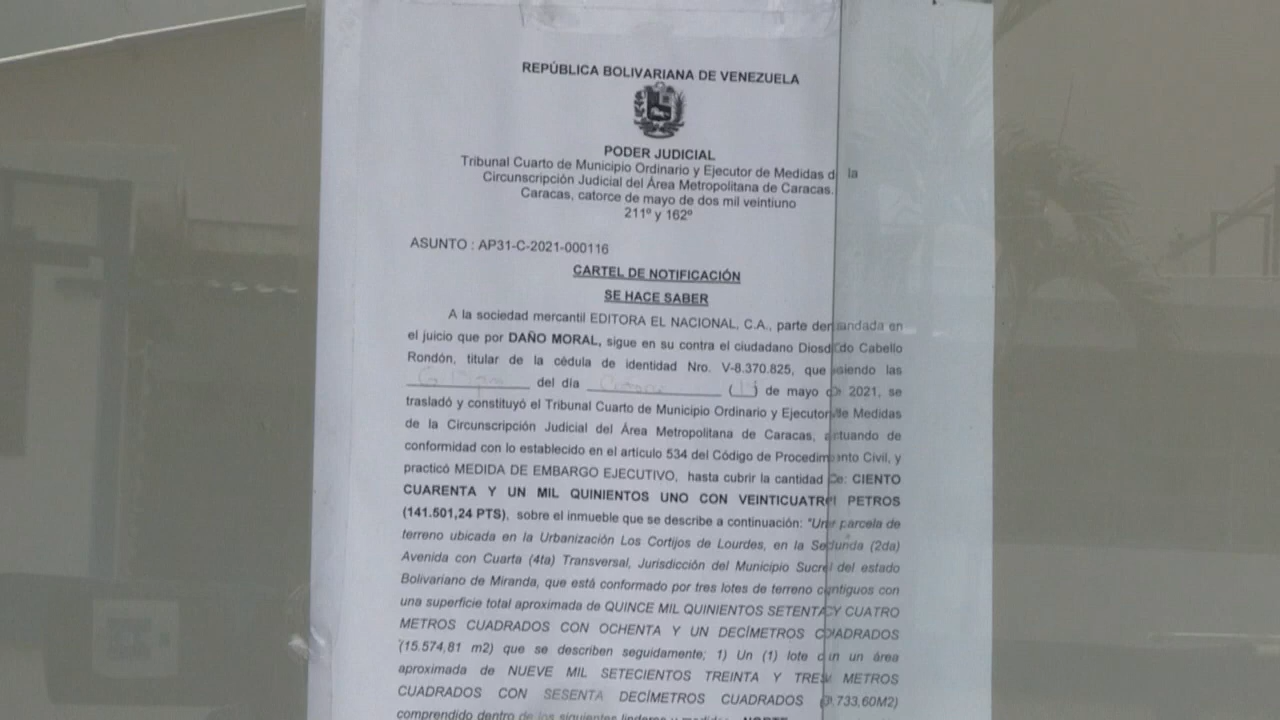 REPÚBLICA BOLIVARIANA DE VENEZUELA
PODER JUDICIAL
Tribunal Cuarto de Municipio Ordinario y Ejecutor de Medidas d la
Circunscripción Judicial del Área Metropolitana de Caracas.
Caracas, catorce de mayo de dos mil veintiuno
211º y 162º
ASUNTO : AP31-C-2021-000116
CARTEL DE NOTIFICACIÓN
SE HACE SABER
A la sociedad mercantil EDITORA EL NACIONAL, C.A., parte demandada en
el juicio que por DAÑO MORAL, sigue en su contra el ciudadano Diosdado Cabello
Rondón, titular de la cédula de identidad Nro. V-8.370.825, que siendo las
del día ( ) de mayo de 2021, se
trasladó y constituyó el Tribunal Cuarto de Municipio Ordinario y Ejecutor de Medidas
de la Circunscripción Judicial del Área Metropolitana de Caracas, actuando de
conformidad con lo establecido en el articulo 534 del Código de Procedimiento Civil, y
practicó MEDIDA DE EMBARGO EJECUTIVO, hasta cubrir la cantidad de: CIENTO
CUARENTA Y UN MIL QUINIENTOS UNO CON VEINTICUATRO PETROS
(141.501,24 PTS), sobre el inmueble que se describe a continuación: "Una parcela de
terreno ubicada en la Urbanización Los Cortijos de Lourdes, en la Segunda (2da)
Avenida con Cuarta (4ta) Transversal, Jurisdicción del Municipio Sucre del estado
Bolivariano de Miranda, que está conformado por tres lotes de terreno contiguos con
una superficie total aproximada de QUINCE MIL QUINIENTOS SETENTA Y CUATRO
METROS CUADRADOS CON OCHENTA Y UN DECÍMETROS CUADRADOS
(15.574,81 m2) que se describen seguidamente; 1) Un (1) lote con un área
aproximada de NUEVE MIL SETECIENTOS TREINTA Y TRES METROS
CUADRADOS CON SESENTA DECÍMETROS CUADRADOS (9.733,60M2)
comprendido dentro de los siguientes linderos y medidas: NORTE